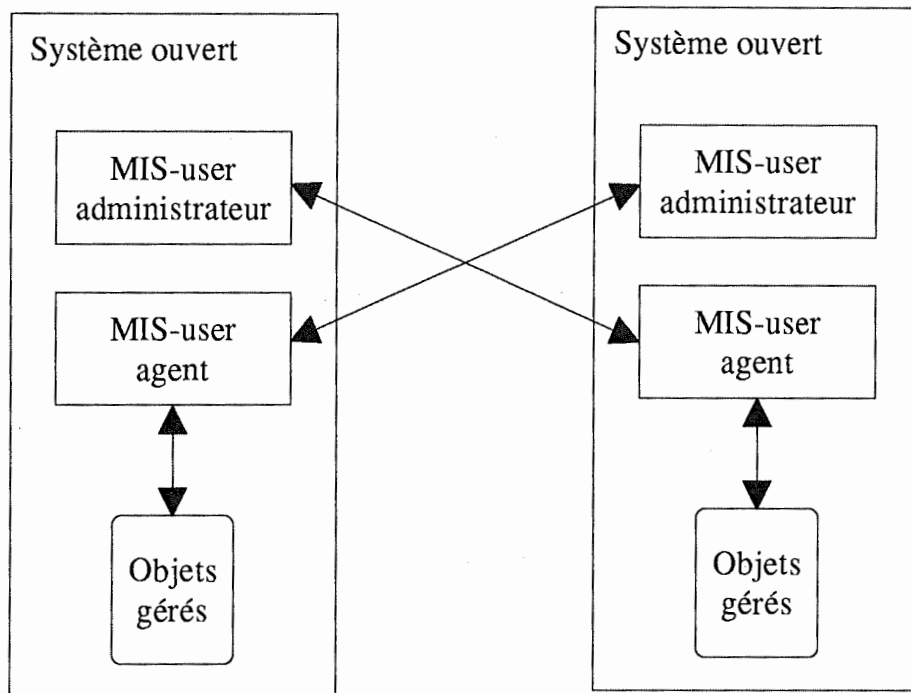 Système ouvert
MIS-user
administrateur
MIS-user
agent
Objets
gérés
Système ouvert
MIS-user
administrateur
MIS-user
agent
Objets
gérés